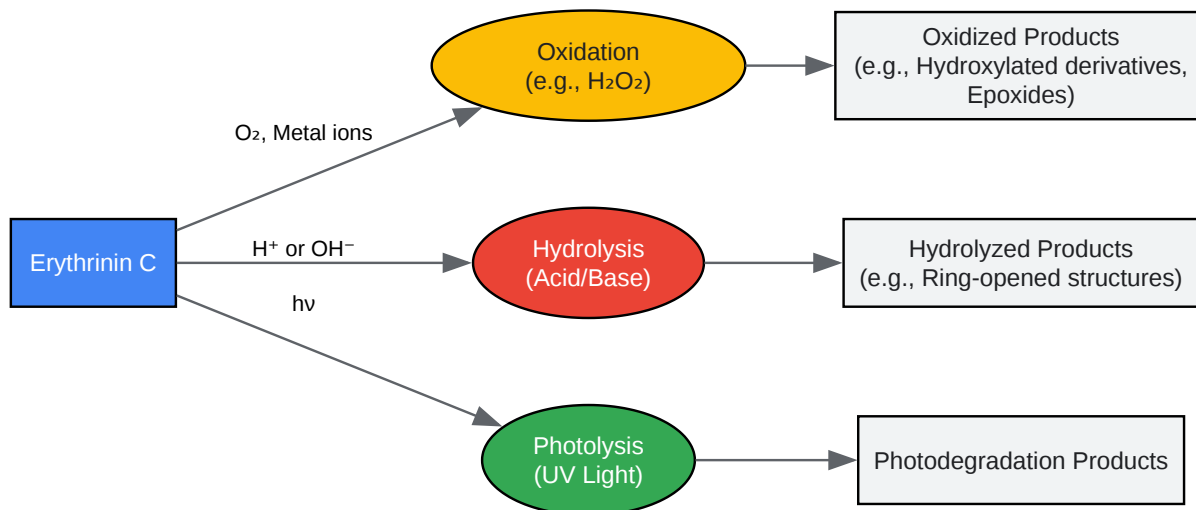 Oxidation
(e.g., H₂O₂)
Oxidized Products
(e.g., Hydroxylated derivatives,
Epoxides)
O₂, Metal ions
Erythrinin C
H⁺ or OH⁻
Hydrolysis
(Acid/Base)
Hydrolyzed Products
(e.g., Ring-opened structures)
hν
Photolysis
(UV Light)
Photodegradation Products